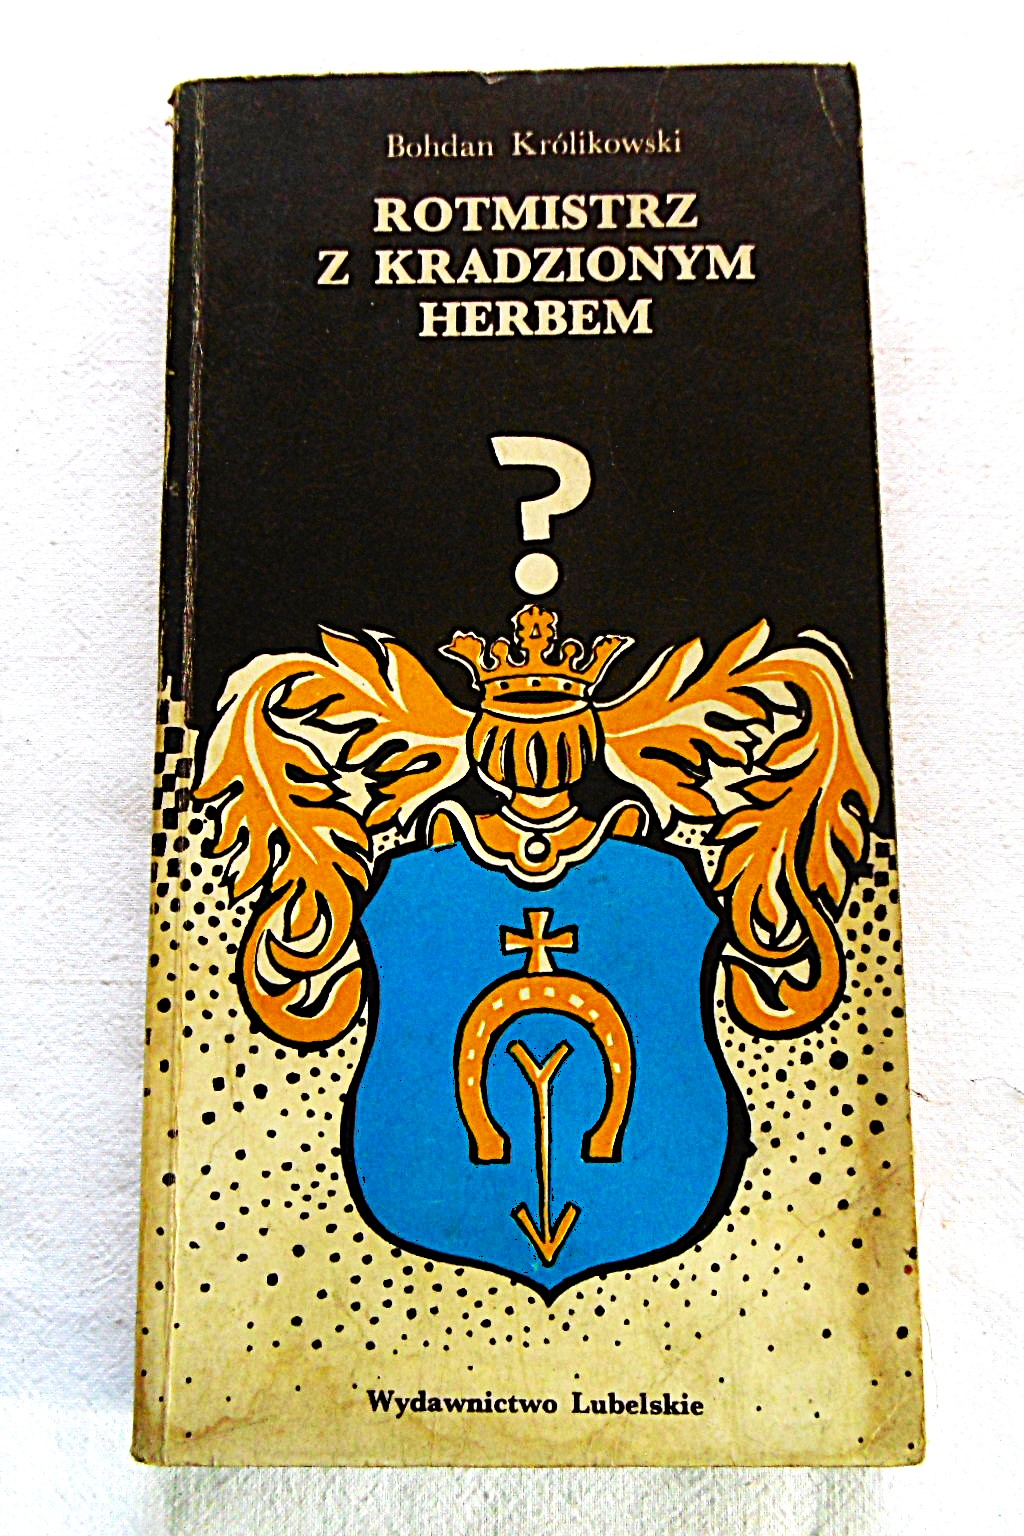 Bohdan Królikowski
ROTMISTRZ
Z KRADZIONYM
HERBEM
?
Wydawnictwo Lubelskie